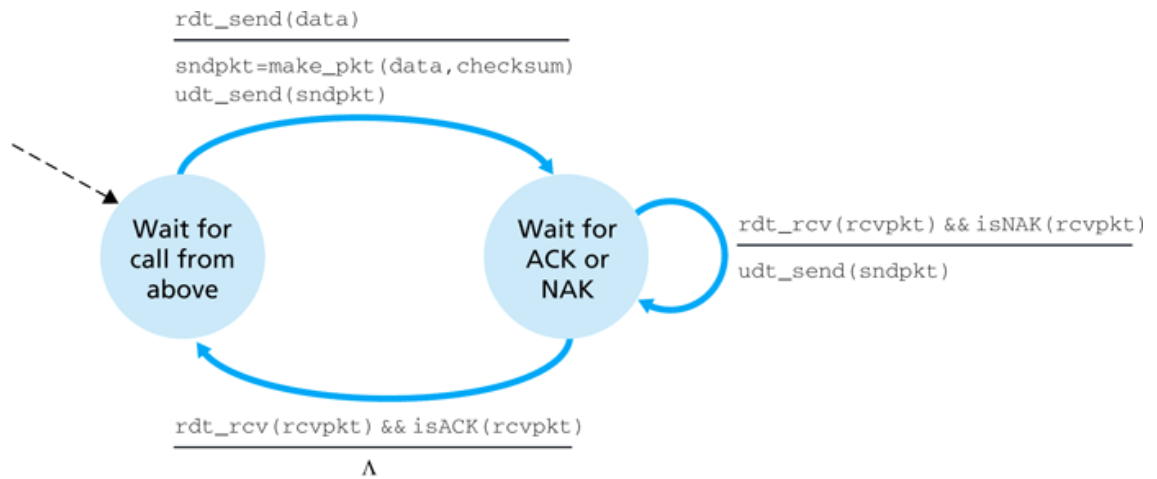 rdt_send(data)
sndpkt=make_pkt(data,checksum)
udt_send(sndpkt)
Wait for
call from
above
Wait for
ACK or
NAK
rdt_rcv(rcvpkt) && isNAK(rcvpkt)
udt_send(sndpkt)
rdt_rcv(rcvpkt) && isACK(rcvpkt)
Λ